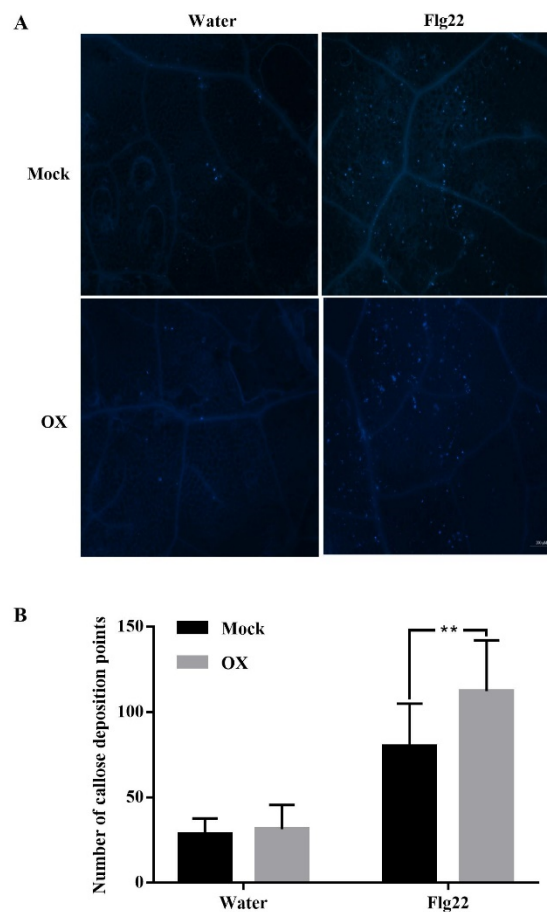 A
Water
Flg22
Mock
OX
B
Number of callose deposition points
150
100
50
0
Mock
OX
**
Water
Flg22